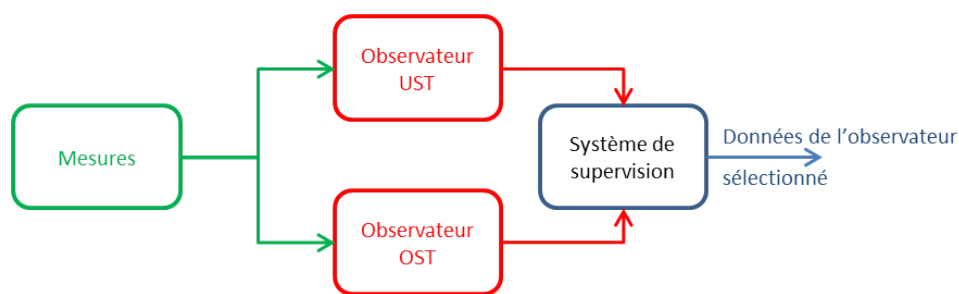 Observateur
UST
Mesures
Système de
supervision
Données de l’observateur
sélectionné
Observateur
OST